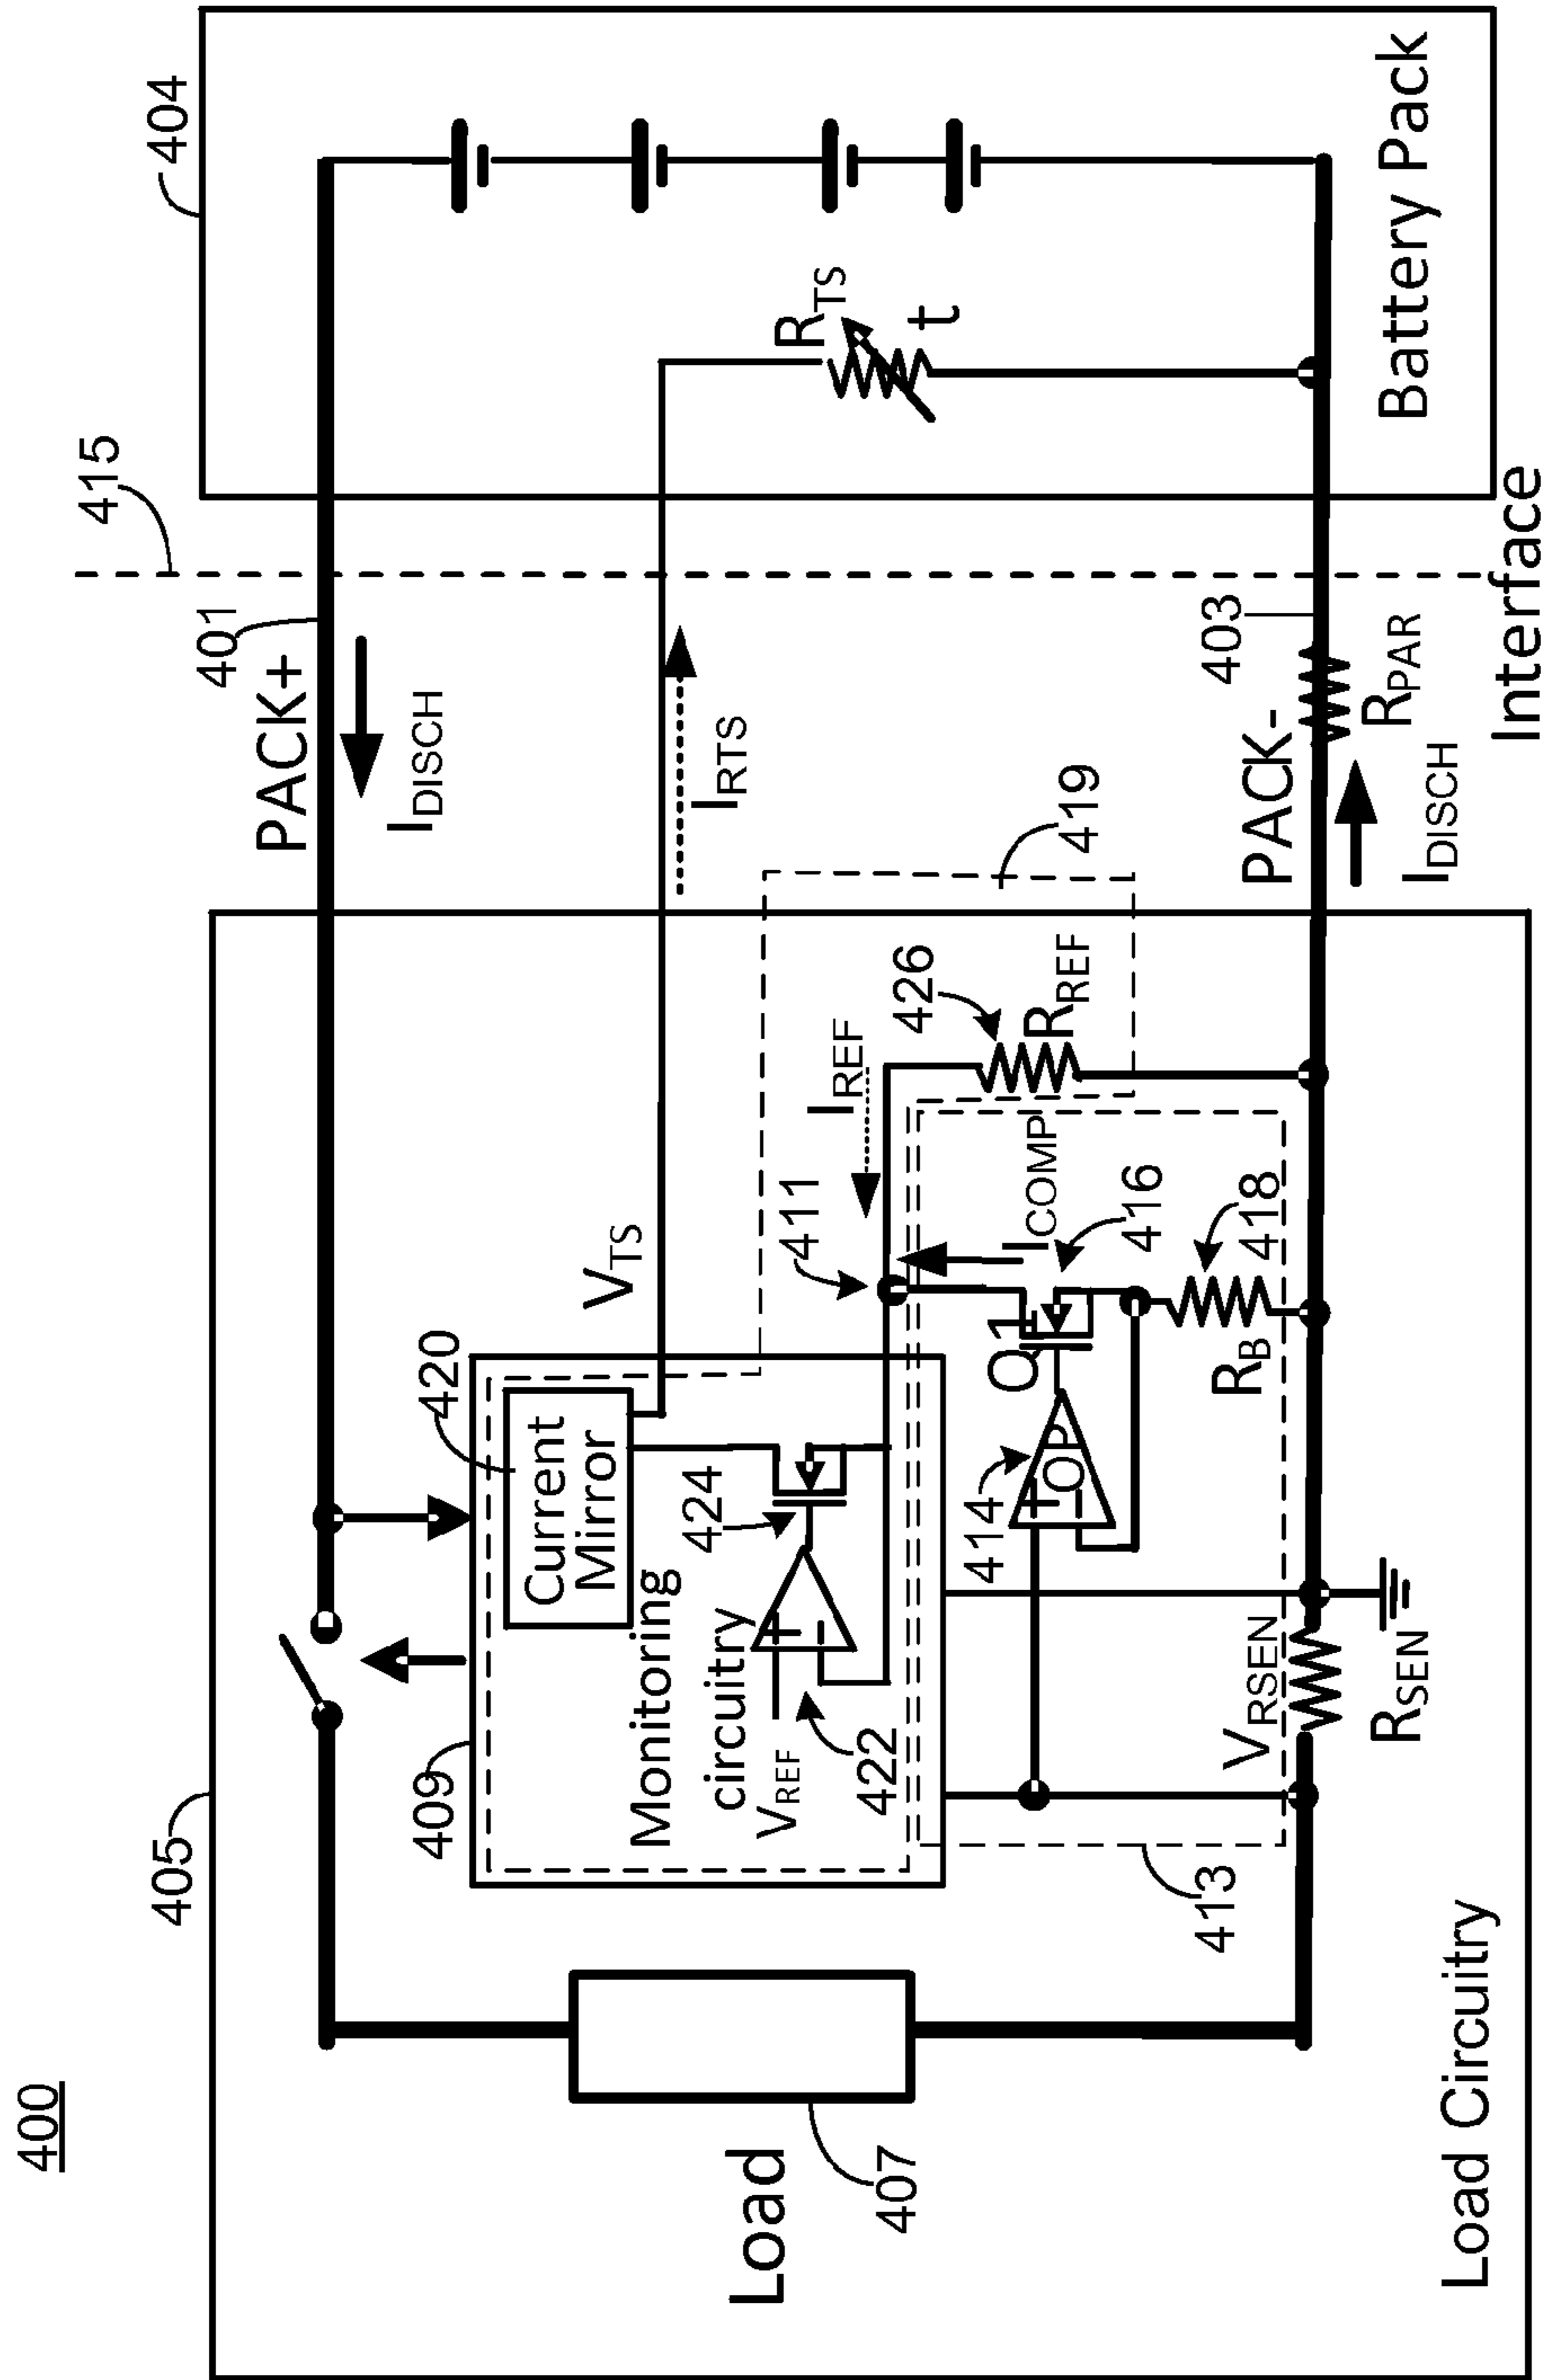 400
405
404
415
401
PACK+
I_DISCH
Load
407
409
420
Current
Mirror
Monitoring
circuitry
V_REF
+
-
422
424
V_TS
I_RTS
R_TS
t
411
I_REF
426
R_REF
419
I_COMP
416
Q1
414
+
-
OP
418
R_B
413
V_RSEN
R_SEN
PACK-
403
R_PAR
I_DISCH
Interface
Load Circuitry
Battery Pack